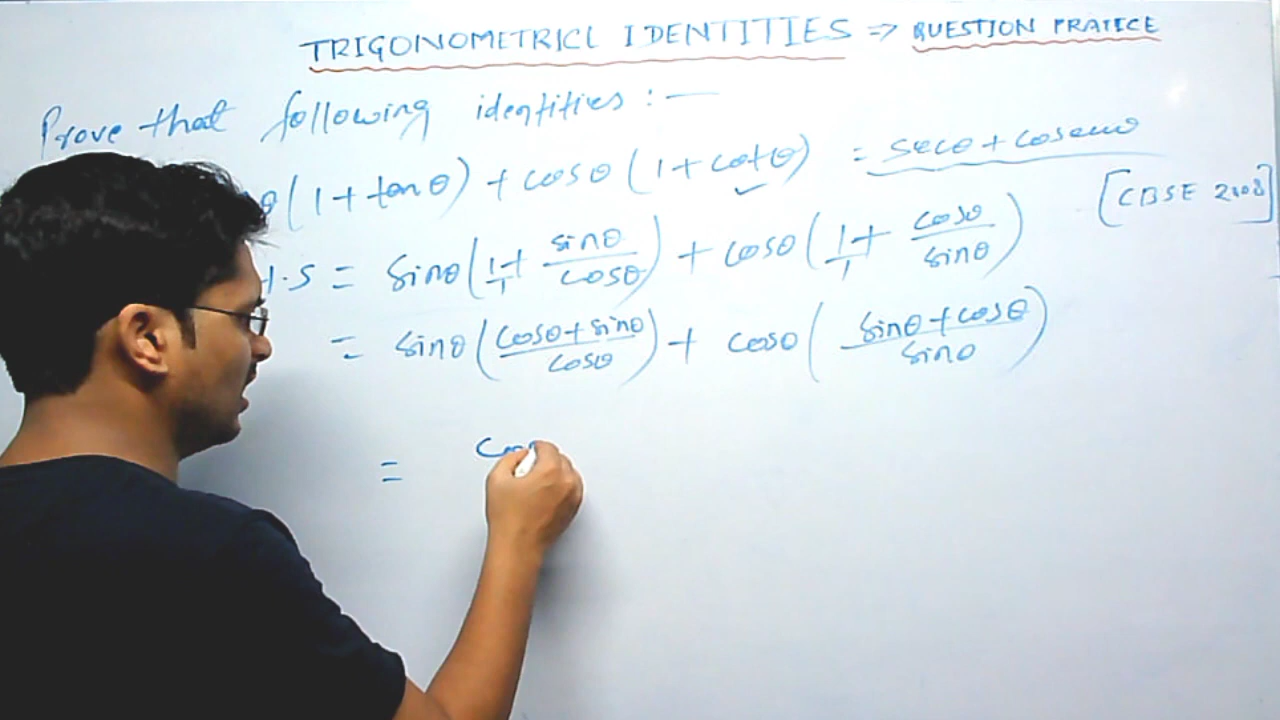 TRIGONOMETRICL IDENTITIES ⇒ QUESTION PRATICE
Prove that following identities :—
θ(1 + tanθ) + cosθ (1 + cotθ) = secθ + cosecθ
[CBSE 2008]
H.S = sinθ(1/1 + sinθ/cosθ) + cosθ(1/1 + cosθ/sinθ)
= sinθ(cosθ+sinθ/cosθ) + cosθ(sinθ+cosθ/sinθ)
= cos